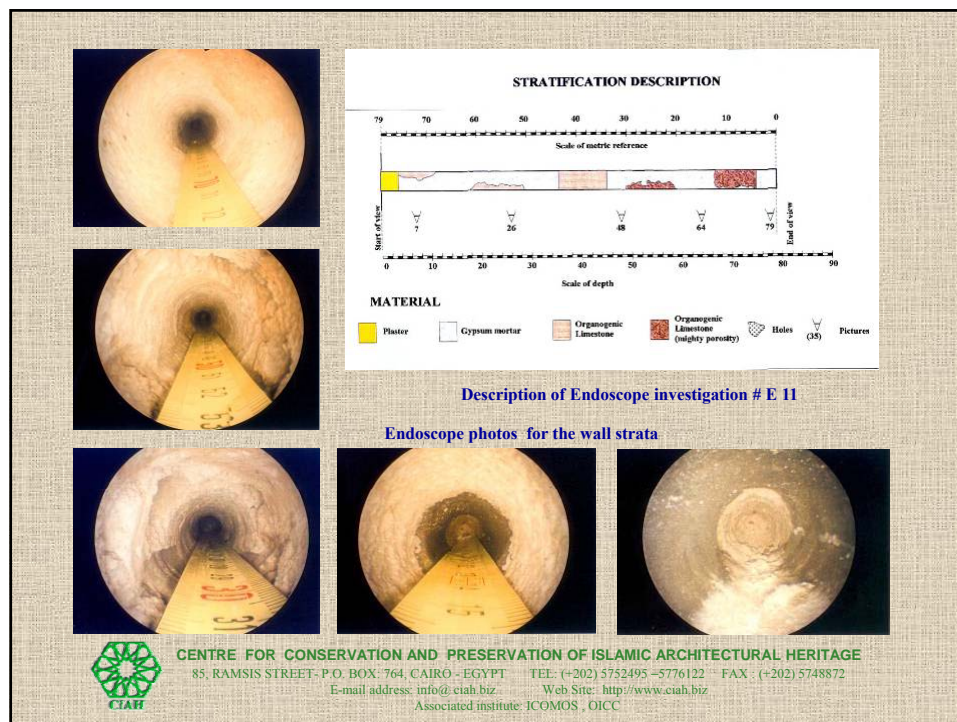 STRATIFICATION DESCRIPTION
79 70 60 50 40 30 20 10 0
Scale of metric reference
Start of view
End of view
7 26 48 64 79
0 10 20 30 40 50 60 70 80 90
Scale of depth
MATERIAL
Plaster
Gypsum mortar
Organogenic
Limestone
Organogenic
Limestone
(mighty porosity)
Holes
(35)
Pictures
Description of Endoscope investigation # E 11
Endoscope photos for the wall strata
70
30
31
15
CIAH
CENTRE FOR CONSERVATION AND PRESERVATION OF ISLAMIC ARCHITECTURAL HERITAGE
85, RAMSIS STREET- P.O. BOX: 764, CAIRO - EGYPT TEL: (+202) 5752495 –5776122 FAX : (+202) 5748872
E-mail address: info@ ciah.biz Web Site: http://www.ciah.biz
Associated institute: ICOMOS , OICC